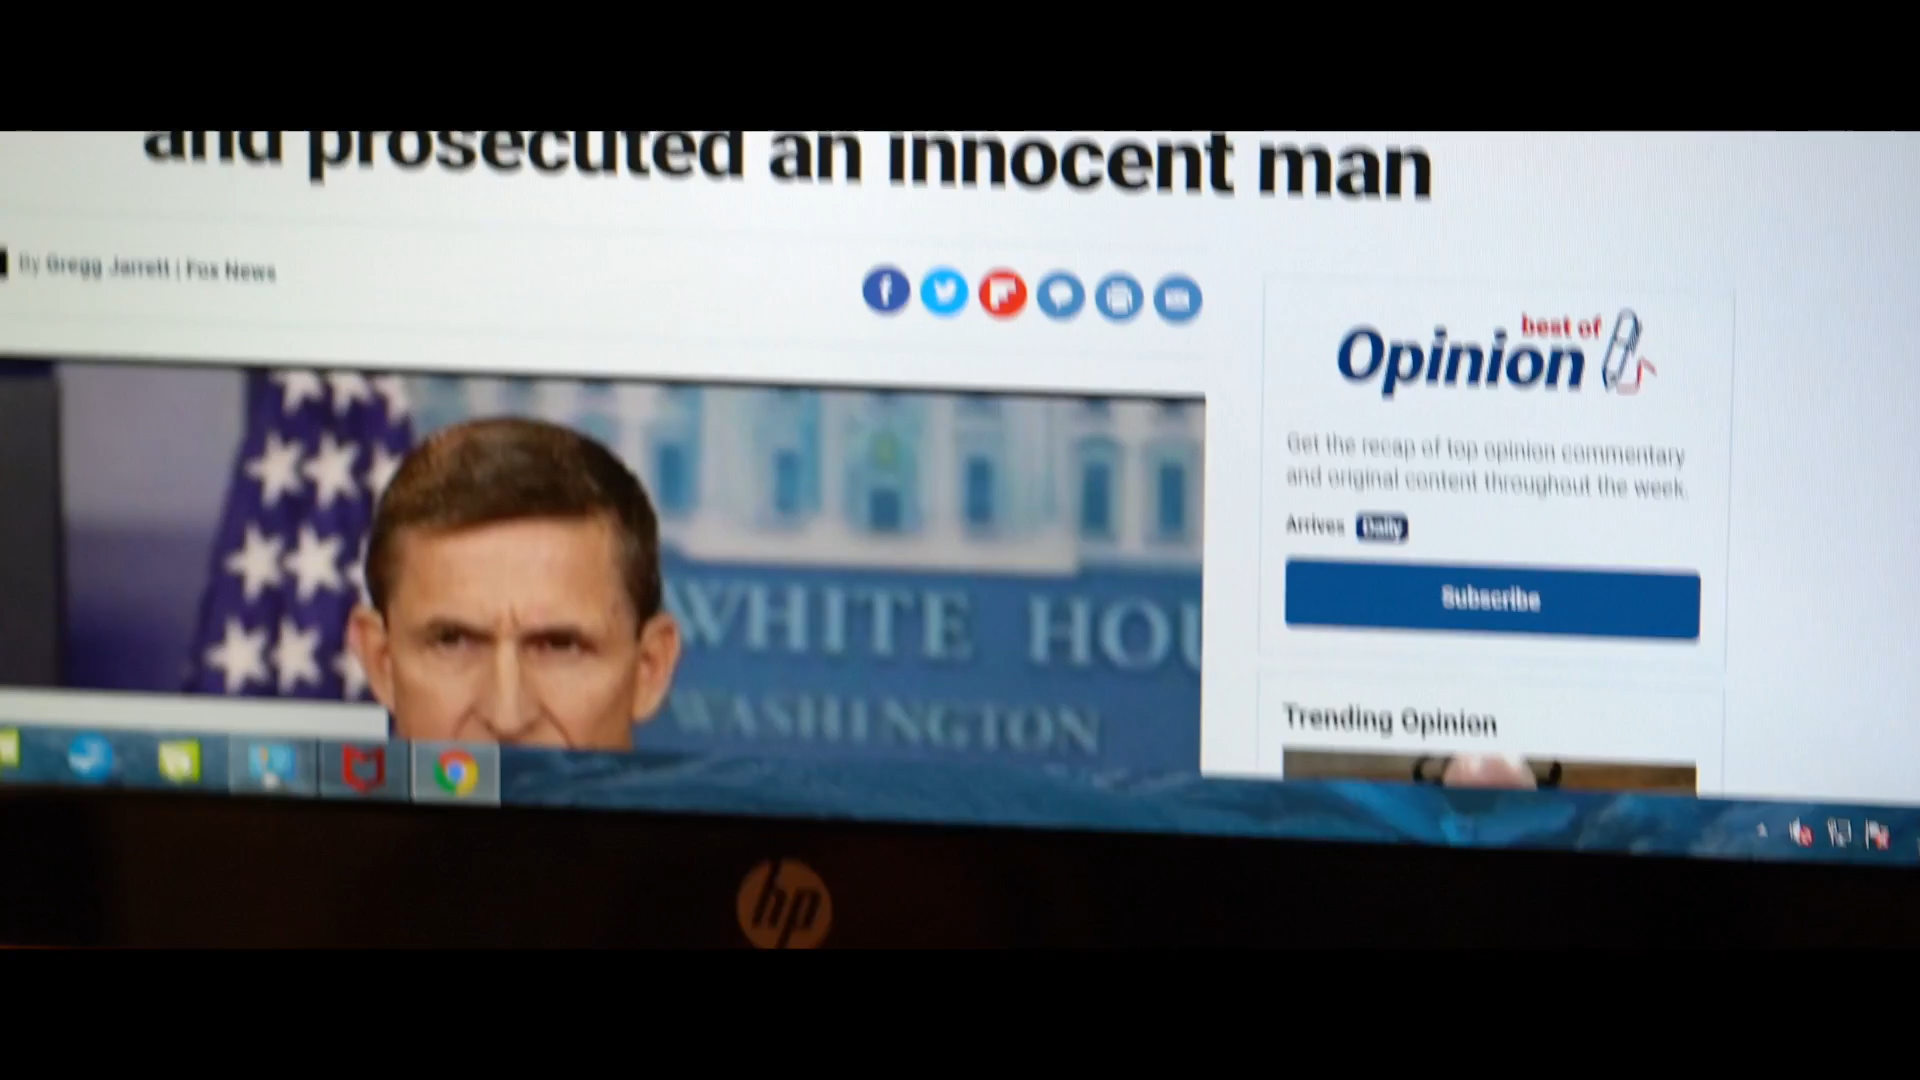 and prosecuted an innocent man
By Gregg Jarrett | Fox News
best of
Opinion
Get the recap of top opinion commentary
and original content throughout the week.
Arrives Daily
Subscribe
WHITE HOU
WASHINGTON
Trending Opinion
hp